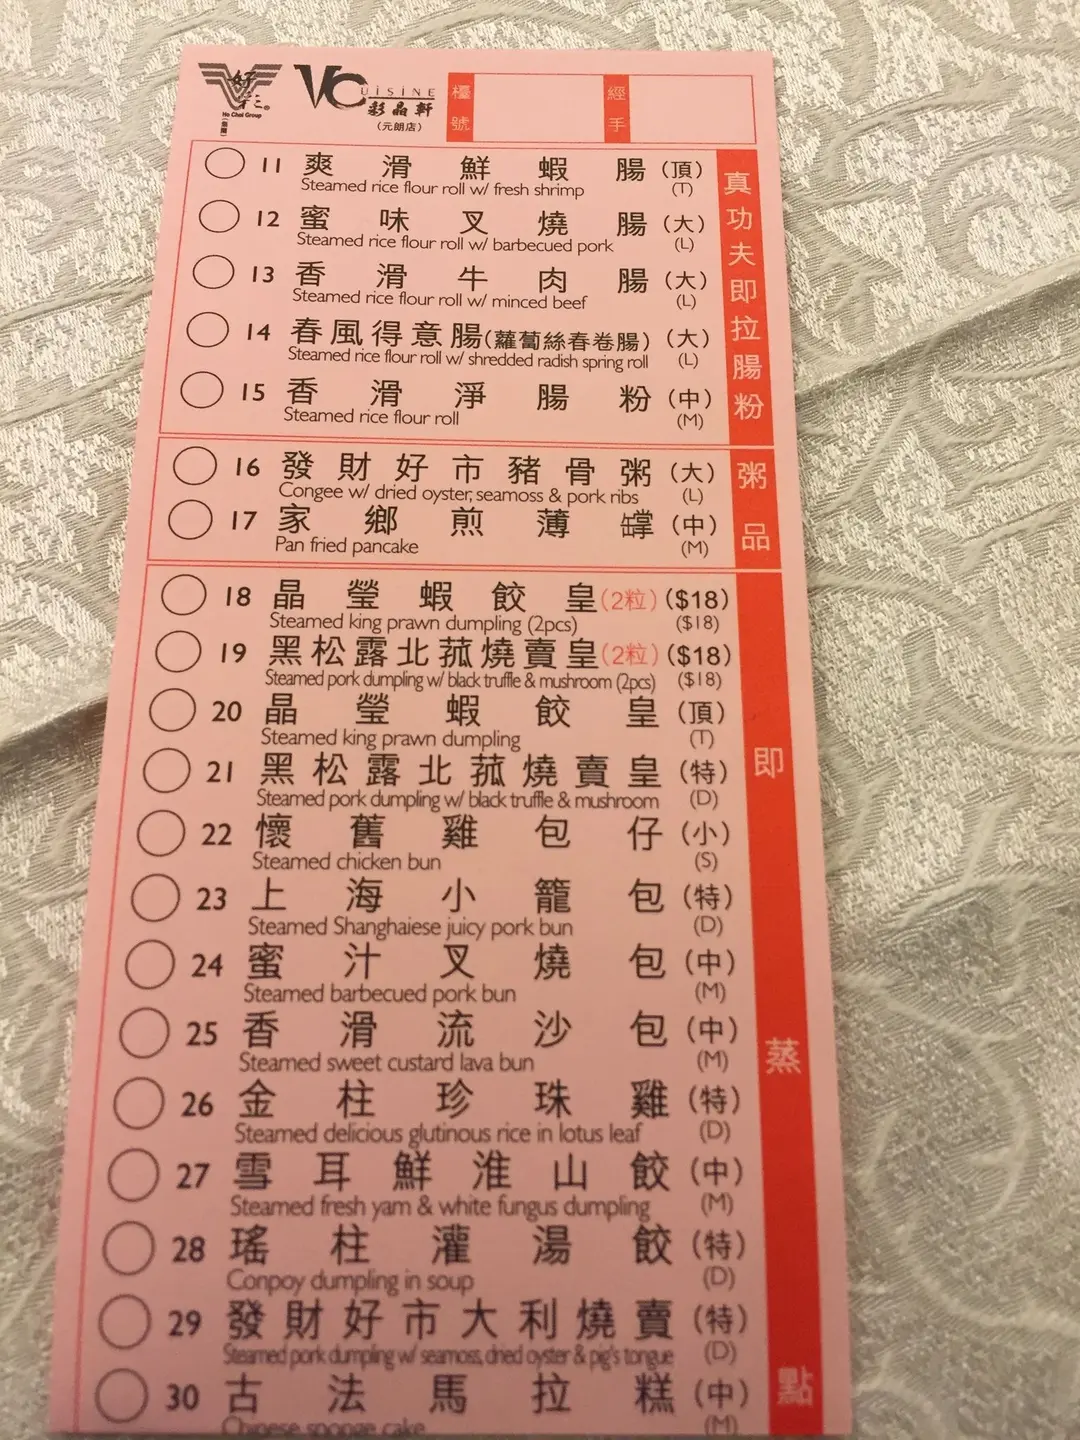 好彩
Ho Choi Group
(集團)
VCUISINE
彩晶軒
(元朗店)
檯號
經手
真功夫即拉腸粉
11 爽滑鮮蝦腸 (頂)
Steamed rice flour roll w/ fresh shrimp (T)
12 蜜味叉燒腸 (大)
Steamed rice flour roll w/ barbecued pork (L)
13 香滑牛肉腸 (大)
Steamed rice flour roll w/ minced beef (L)
14 春風得意腸(蘿蔔絲春卷腸) (大)
Steamed rice flour roll w/ shredded radish spring roll (L)
15 香滑淨腸粉 (中)
Steamed rice flour roll (M)
粥品
16 發財好市豬骨粥 (大)
Congee w/ dried oyster, seamoss & pork ribs (L)
17 家鄉煎薄罉 (中)
Pan fried pancake (M)
即蒸點
18 晶瑩蝦餃皇(2粒) ($18)
Steamed king prawn dumpling (2pcs) ($18)
19 黑松露北菰燒賣皇(2粒) ($18)
Steamed pork dumpling w/ black truffle & mushroom (2pcs) ($18)
20 晶瑩蝦餃皇 (頂)
Steamed king prawn dumpling (T)
21 黑松露北菰燒賣皇 (特)
Steamed pork dumpling w/ black truffle & mushroom (D)
22 懷舊雞包仔 (小)
Steamed chicken bun (S)
23 上海小籠包 (特)
Steamed Shanghaiese juicy pork bun (D)
24 蜜汁叉燒包 (中)
Steamed barbecued pork bun (M)
25 香滑流沙包 (中)
Steamed sweet custard lava bun (M)
26 金柱珍珠雞 (特)
Steamed delicious glutinous rice in lotus leaf (D)
27 雪耳鮮淮山餃 (中)
Steamed fresh yam & white fungus dumpling (M)
28 瑤柱灌湯餃 (特)
Conpoy dumpling in soup (D)
29 發財好市大利燒賣 (特)
Steamed pork dumpling w/ seamoss, dried oyster & pig's tongue (D)
30 古法馬拉糕 (中)
Chinese sponge cake (M)